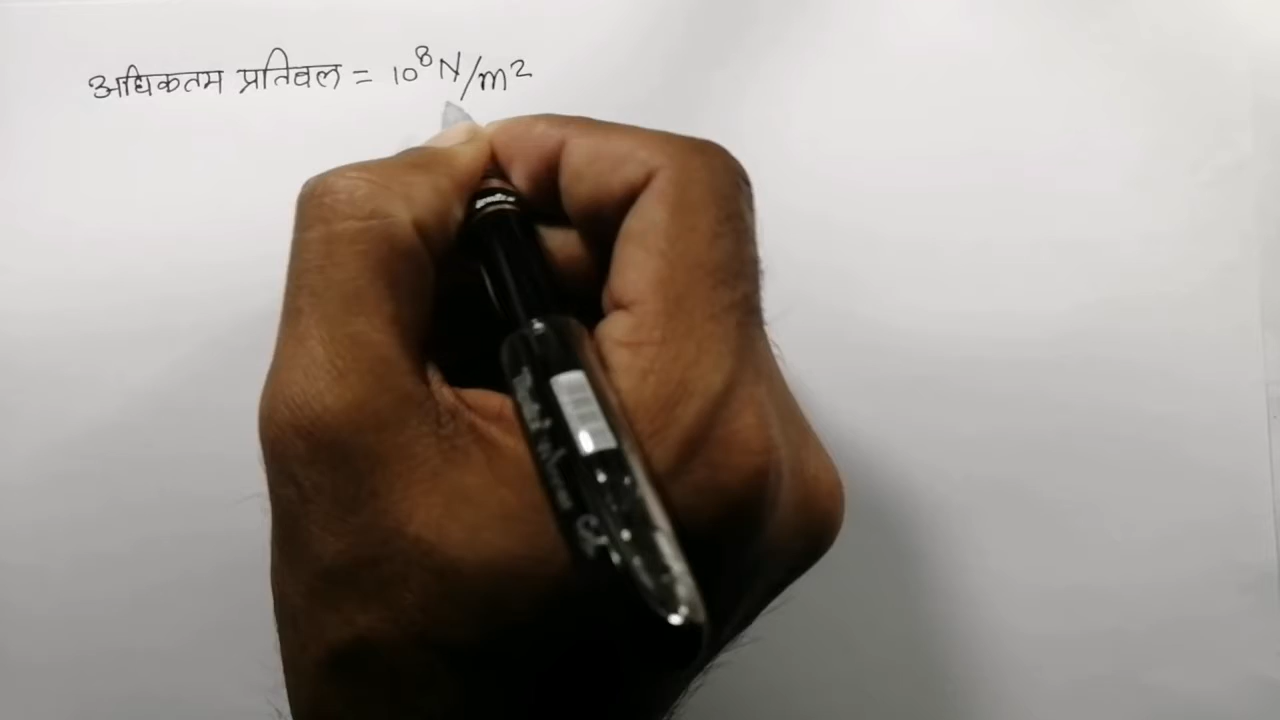 अधिकतम प्रतिबल = 10⁸ N/m²